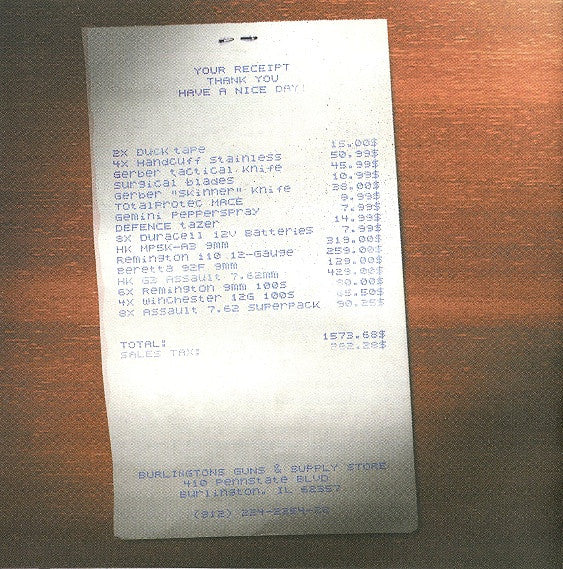 YOUR RECEIPT
THANK YOU
HAVE A NICE DAY!
2X Duck tape 15.00$
4X Handcuff stainless 50.99$
Gerber tactical Knife 45.99$
Surgical blades 10.99$
Gerber "Skinner" Knife 38.00$
TotalProtec MACE 9.99$
Gemini Pepperspray 7.99$
DEFENCE tazer 14.99$
8X Duracell 12V Batteries 7.99$
HK MP5K-A3 9MM 319.00$
Remington 110 12-Gauge 259.00$
Beretta 92F 9MM 129.00$
HK G3 Assault 7.62MM 429.00$
6X Remington 9MM 100S
4X Winchester 12G 100S
8X Assault 7.62 Superpack
TOTAL: 1573.68$
SALES TAX:
BURLINGTONS GUNS & SUPPLY STORE
410 Pennstate BLVD
Burlington, IL 62357